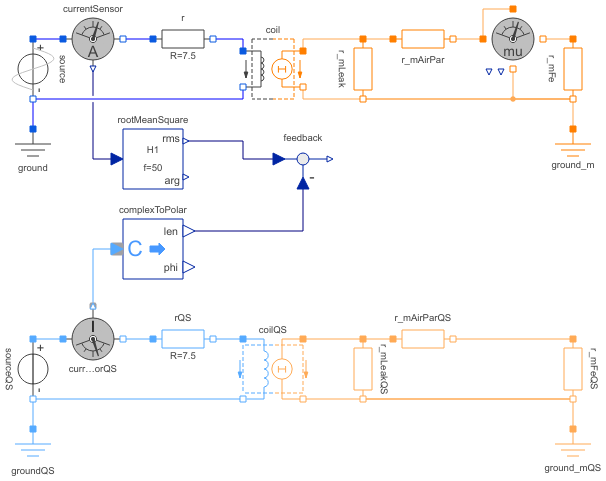 currentSensor
r
coil
+
A
source
-
R=7.5
r_mLeak
r_mAirPar
mu
r_mFe
rootMeanSquare
rms
H1
f=50
arg
feedback
-
ground
ground_m
complexToPolar
len
C
phi
rQS
coilQS
r_mAirParQS
sourceQS
+
I
-
curr...orQS
R=7.5
r_mLeakQS
r_mFeQS
groundQS
ground_mQS